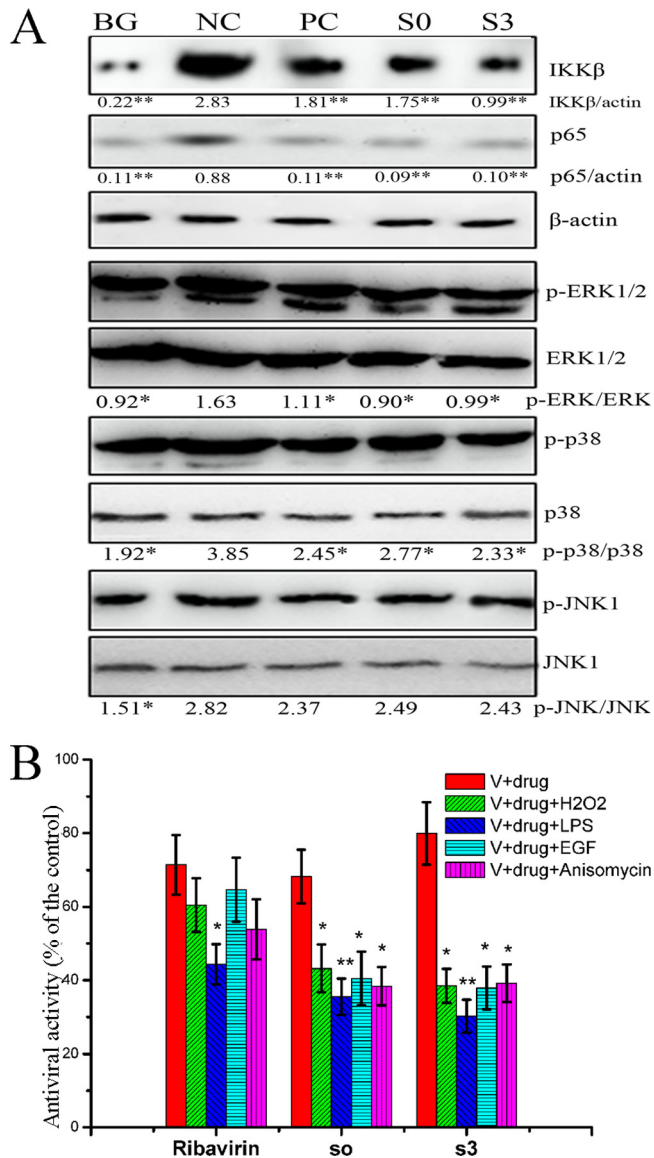 A
BG NC PC S0 S3
IKKβ
0.22** 2.83 1.81** 1.75** 0.99** IKKβ/actin
p65
0.11** 0.88 0.11** 0.09** 0.10** p65/actin
β-actin
p-ERK1/2
ERK1/2
0.92* 1.63 1.11* 0.90* 0.99* p-ERK/ERK
p-p38
p38
1.92* 3.85 2.45* 2.77* 2.33* p-p38/p38
p-JNK1
JNK1
1.51* 2.82 2.37 2.49 2.43 p-JNK/JNK
B
Antiviral activity (% of the control)
100
80
60
40
20
0
V+drug
V+drug+H2O2
V+drug+LPS
V+drug+EGF
V+drug+Anisomycin
* * ** * * * ** * *
Ribavirin so s3